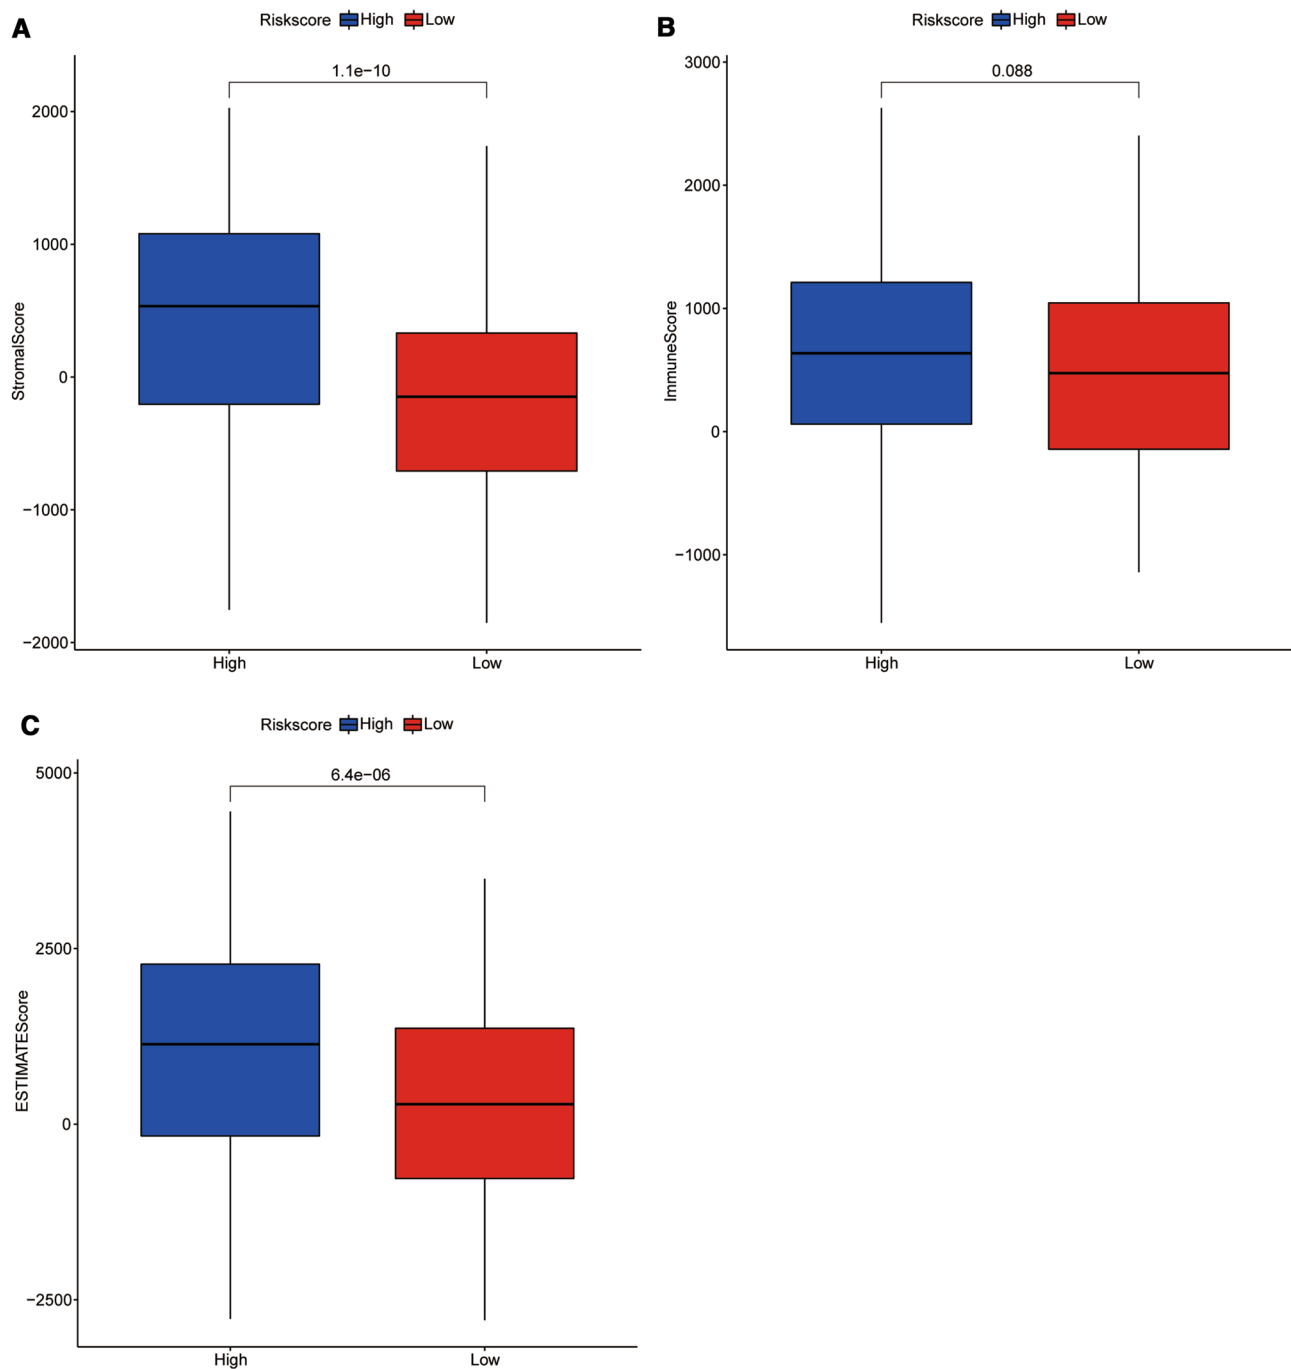 A
Riskscore High Low
1.1e−10
StromalScore
2000
1000
0
−1000
−2000
High Low
B
Riskscore High Low
0.088
ImmuneScore
3000
2000
1000
0
−1000
High Low
C
Riskscore High Low
6.4e−06
ESTIMATEScore
5000
2500
0
−2500
High Low